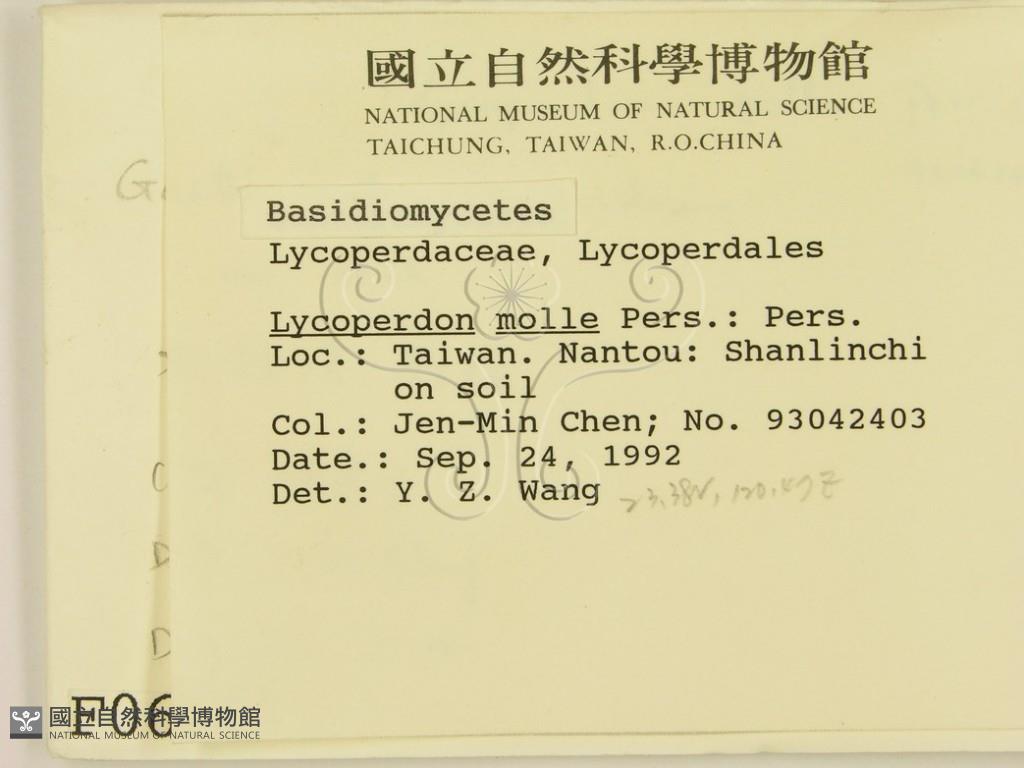 國立自然科學博物館
NATIONAL MUSEUM OF NATURAL SCIENCE
TAICHUNG, TAIWAN, R.O.CHINA
Basidiomycetes
Lycoperdaceae, Lycoperdales
Lycoperdon molle Pers.: Pers.
Loc.: Taiwan. Nantou: Shanlinchi
on soil
Col.: Jen-Min Chen; No. 93042403
Date.: Sep. 24, 1992
Det.: Y. Z. Wang
G
C
D
D
F06
國立自然科學博物館
NATIONAL MUSEUM OF NATURAL SCIENCE